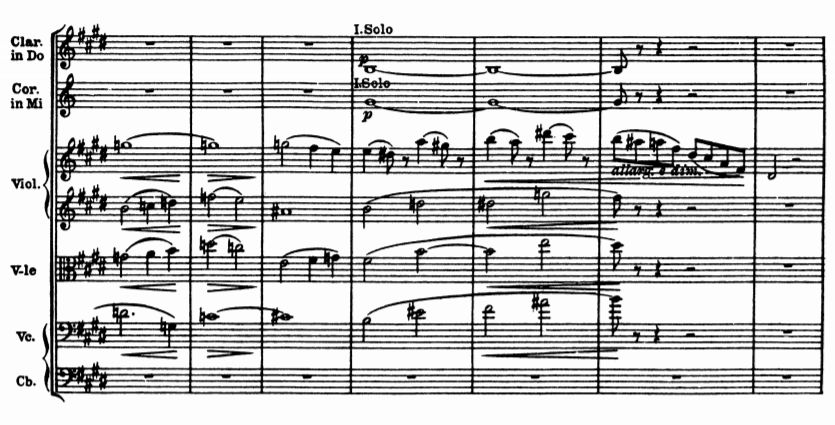 I. Solo
Clar.
in Do
p
I. Solo
Cor.
in Mi
p
Viol.
allarg. e dim.
V-le
Vc.
Cb.